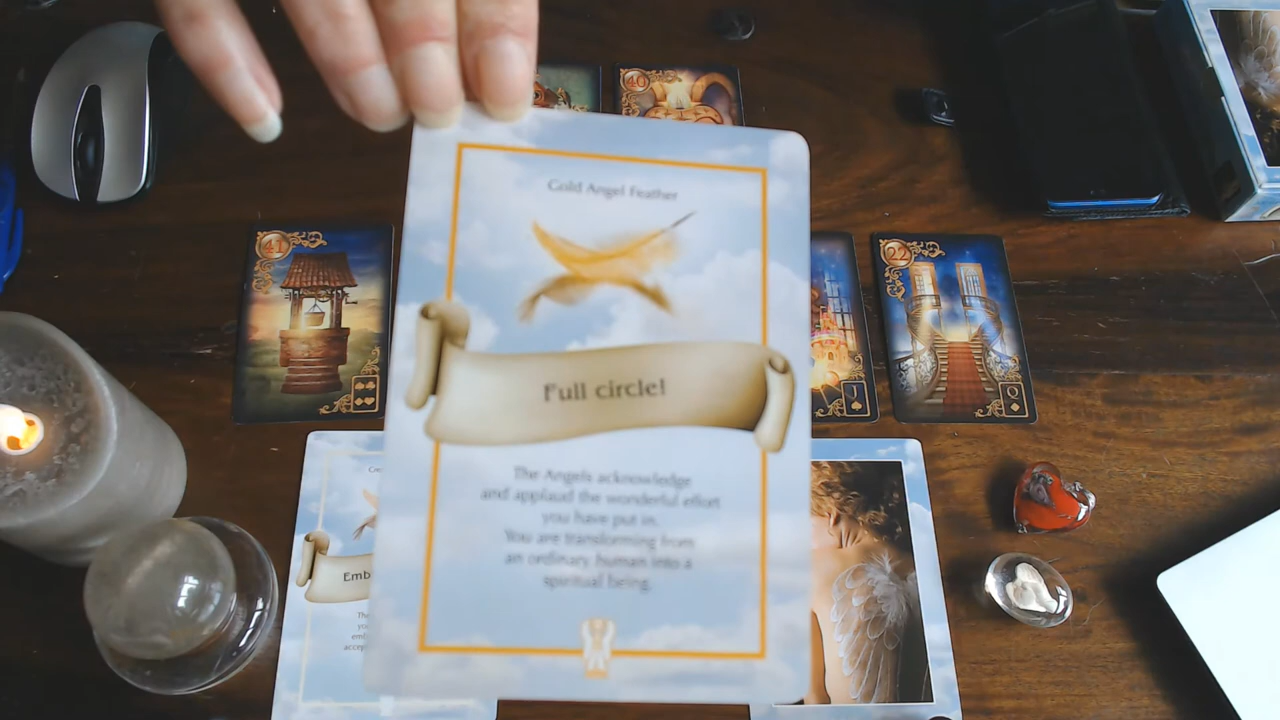 40
Gold Angel Feather
41
22
Full circle!
J
Q
The Angels acknowledge
and applaud the wonderful effort
you have put in.
You are transforming from
an ordinary human into a
spiritual being.
Emb